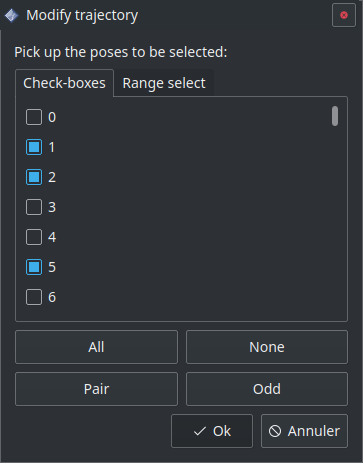 Modify trajectory
Pick up the poses to be selected:
Check-boxes Range select
0
1
2
3
4
5
6
All None
Pair Odd
Ok Annuler